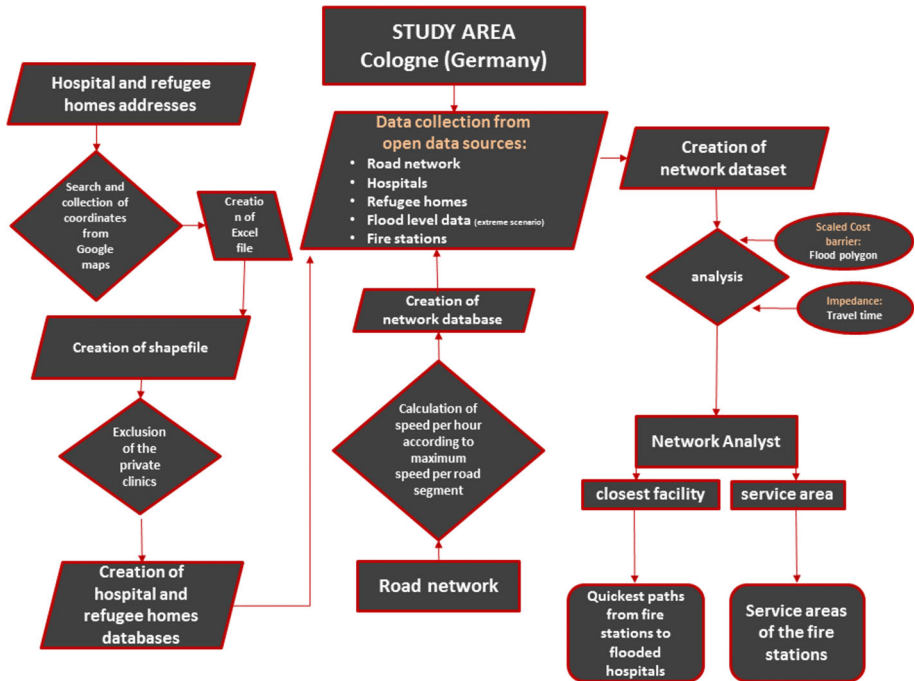 STUDY AREA
Cologne (Germany)
Hospital and refugee
homes addresses
Search and
collection of
coordinates
from
Google
maps
Creatio
n of
Excel
file
Creation of shapefile
Exclusion
of the
private
clinics
Creation of
hospital and
refugee homes
databases
Data collection from
open data sources:
• Road network
• Hospitals
• Refugee homes
• Flood level data (extreme scenario)
• Fire stations
Creation of
network database
Calculation of
speed per hour
according to
maximum
speed per road
segment
Road network
Creation of
network dataset
analysis
Scaled Cost
barrier:
Flood polygon
Impedance:
Travel time
Network Analyst
closest facility
service area
Quickest paths
from fire
stations to
flooded
hospitals
Service areas
of the fire
stations